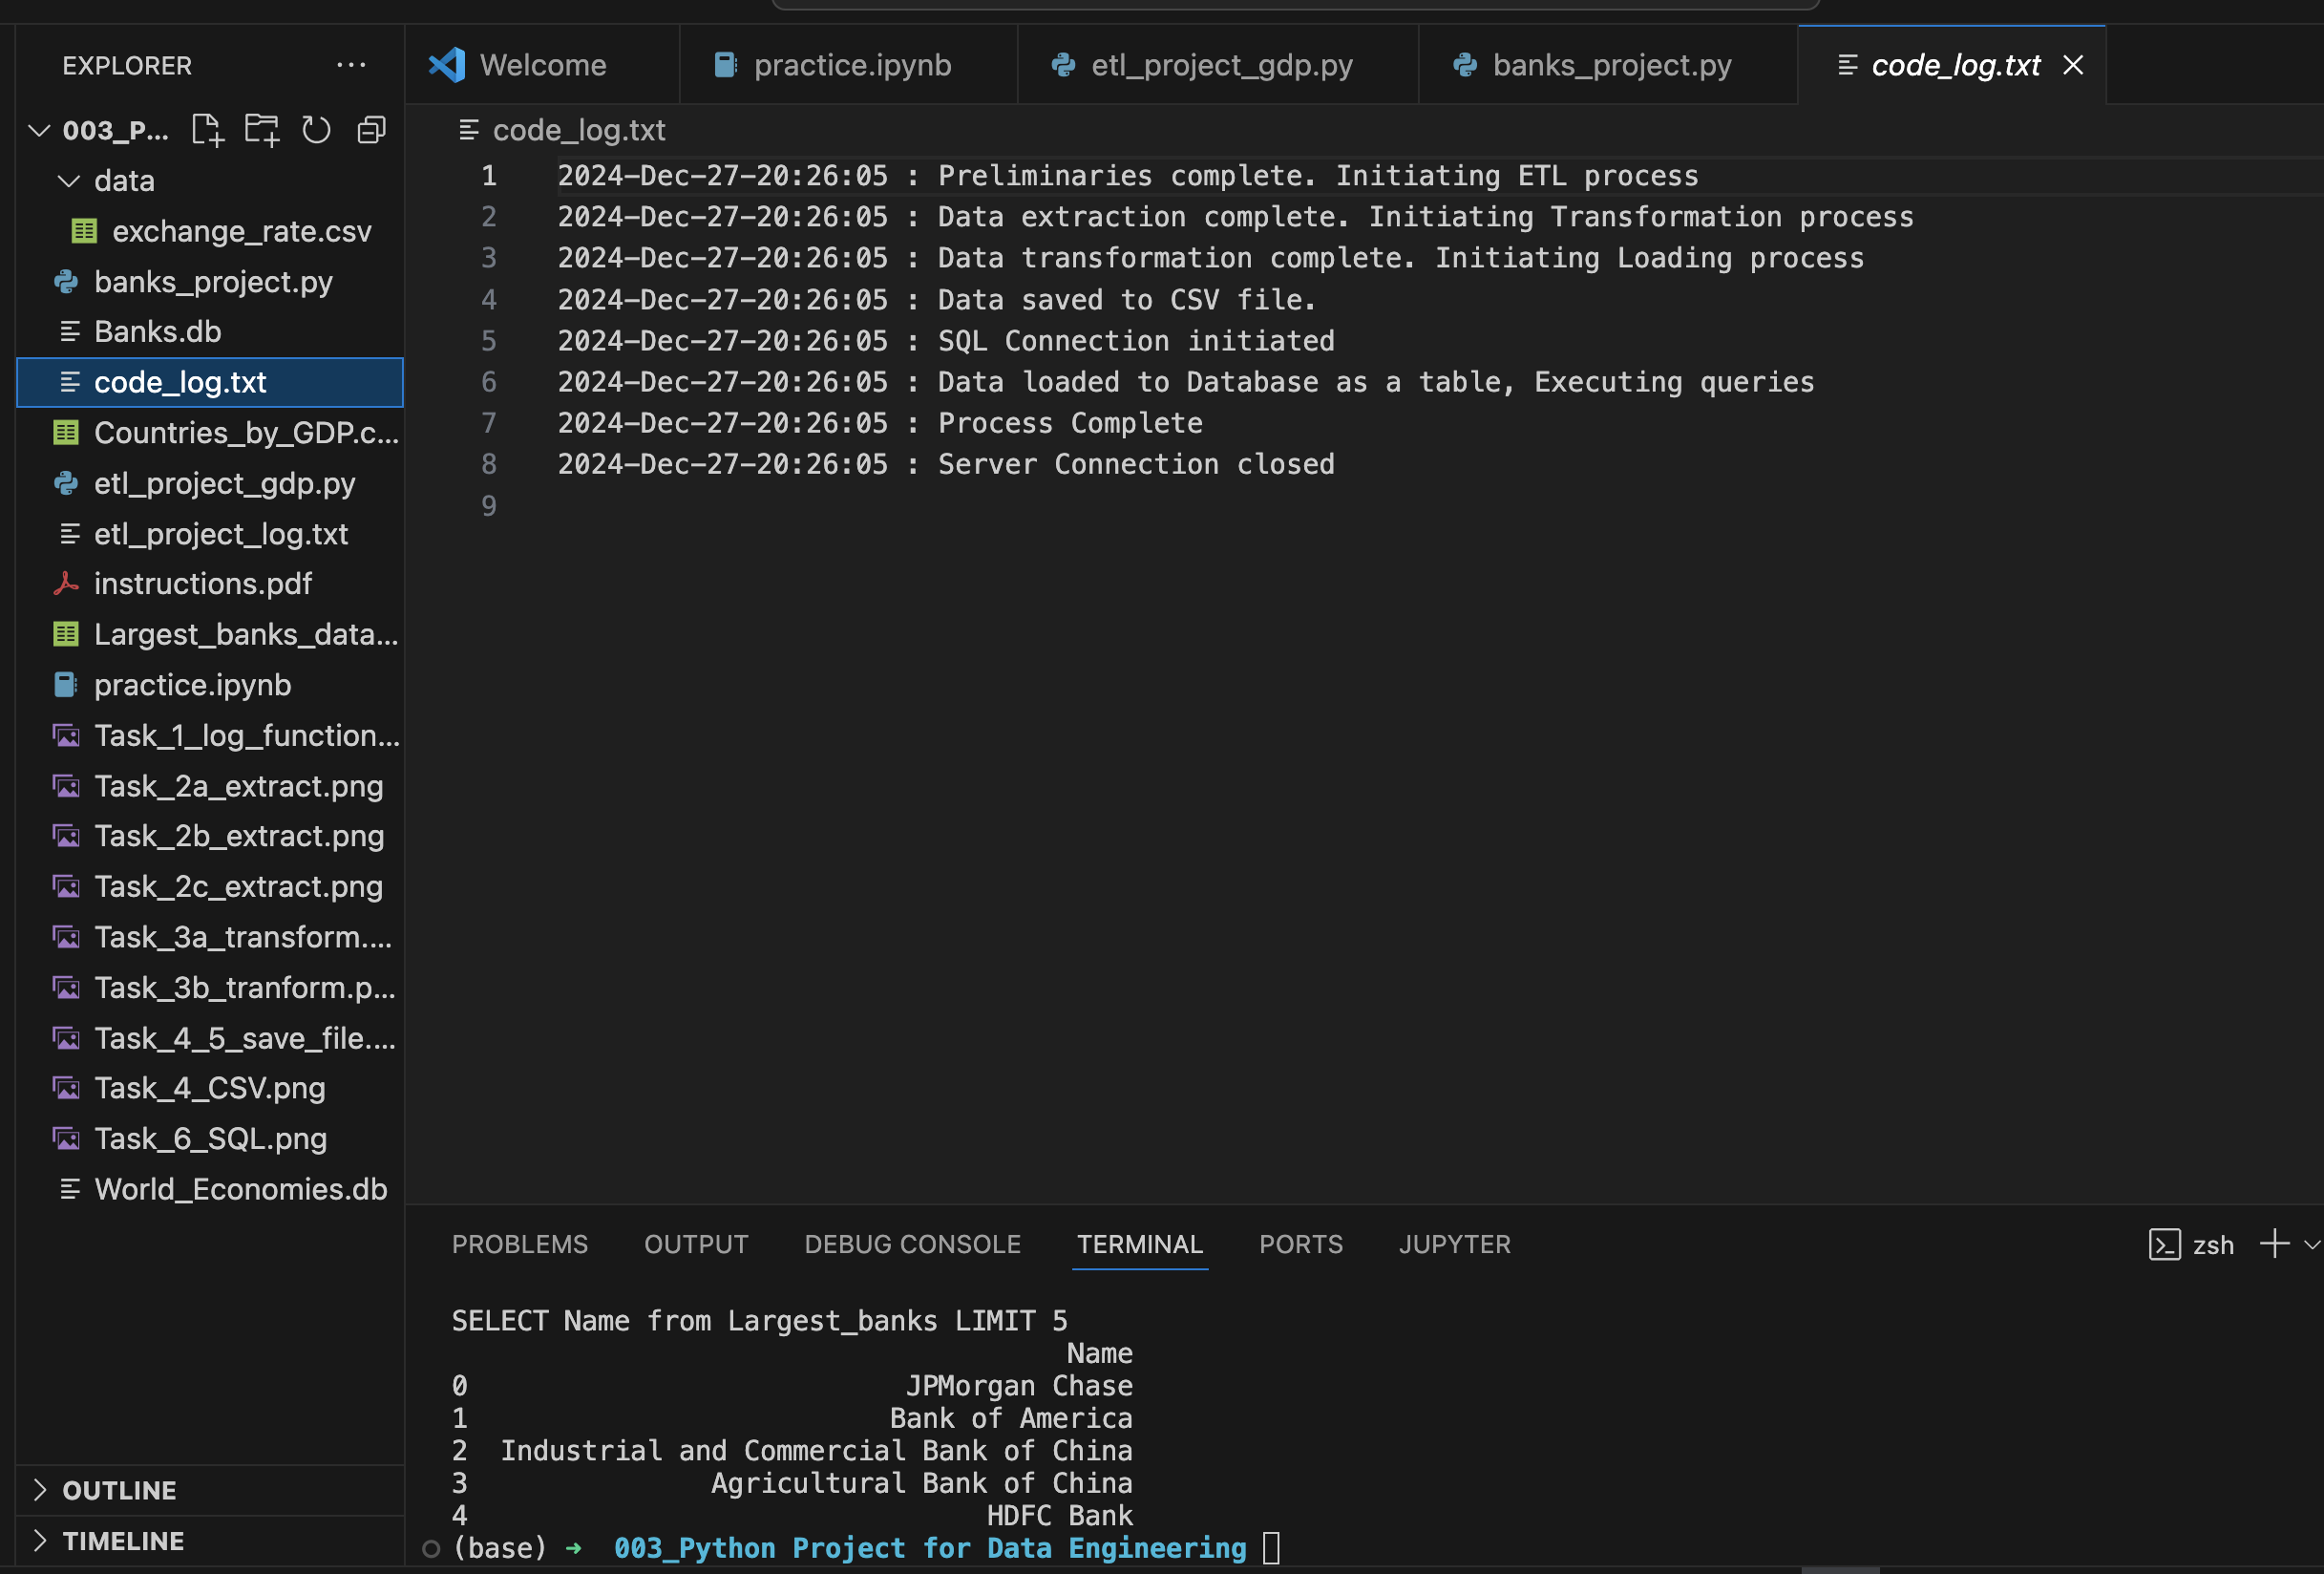 EXPLORER
003_P...
data
exchange_rate.csv
banks_project.py
Banks.db
code_log.txt
Countries_by_GDP.c...
etl_project_gdp.py
etl_project_log.txt
instructions.pdf
Largest_banks_data...
practice.ipynb
Task_1_log_function...
Task_2a_extract.png
Task_2b_extract.png
Task_2c_extract.png
Task_3a_transform....
Task_3b_tranform.p...
Task_4_5_save_file....
Task_4_CSV.png
Task_6_SQL.png
World_Economies.db
OUTLINE
TIMELINE
Welcome practice.ipynb etl_project_gdp.py banks_project.py code_log.txt
code_log.txt
1 2024-Dec-27-20:26:05 : Preliminaries complete. Initiating ETL process
2 2024-Dec-27-20:26:05 : Data extraction complete. Initiating Transformation process
3 2024-Dec-27-20:26:05 : Data transformation complete. Initiating Loading process
4 2024-Dec-27-20:26:05 : Data saved to CSV file.
5 2024-Dec-27-20:26:05 : SQL Connection initiated
6 2024-Dec-27-20:26:05 : Data loaded to Database as a table, Executing queries
7 2024-Dec-27-20:26:05 : Process Complete
8 2024-Dec-27-20:26:05 : Server Connection closed
9
PROBLEMS OUTPUT DEBUG CONSOLE TERMINAL PORTS JUPYTER zsh
SELECT Name from Largest_banks LIMIT 5
Name
0 JPMorgan Chase
1 Bank of America
2 Industrial and Commercial Bank of China
3 Agricultural Bank of China
4 HDFC Bank
(base) → 003_Python Project for Data Engineering